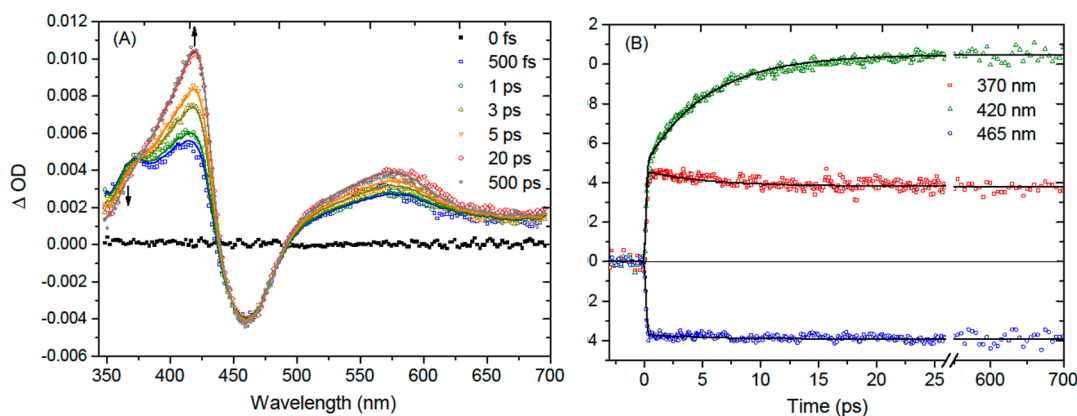 (A)
0.012
0.010
0.008
0.006
0.004
0.002
0.000
-0.002
-0.004
-0.006
Δ OD
350 400 450 500 550 600 650 700
Wavelength (nm)
0 fs
500 fs
1 ps
3 ps
5 ps
20 ps
500 ps
(B)
2
0
8
6
4
2
0
2
4
0 5 10 15 20 25 600 700
Time (ps)
370 nm
420 nm
465 nm